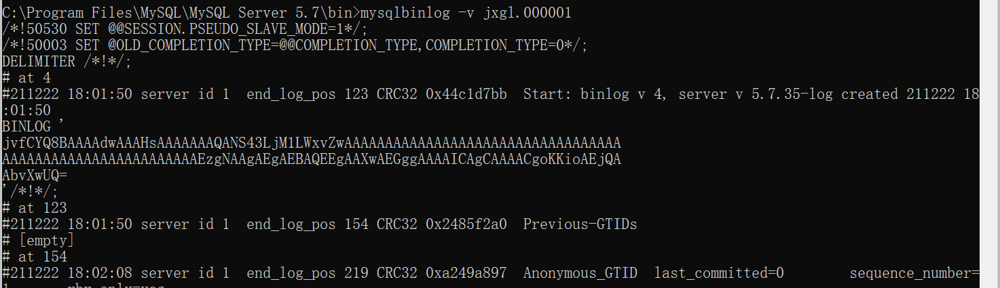 C:\Program Files\MySQL\MySQL Server 5.7\bin>mysqlbinlog -v jxgl.000001
/*!50530 SET @@SESSION.PSEUDO_SLAVE_MODE=1*/;
/*!50003 SET @OLD_COMPLETION_TYPE=@@COMPLETION_TYPE,COMPLETION_TYPE=0*/;
DELIMITER /*!*/;
# at 4
#211222 18:01:50 server id 1  end_log_pos 123 CRC32 0x44c1d7bb  Start: binlog v 4, server v 5.7.35-log created 211222 18
:01:50
BINLOG '
jvfCYQ8BAAAAdwAAAHsAAAAAAAQANS43LjM1LWxvZwAAAAAAAAAAAAAAAAAAAAAAAAAAAAAAAAAA
AAAAAAAAAAAAAAAAAAAAAAAAEzgNAAgAEgAEBAQEEgAAXwAEGggAAAAICAgCAAAACgoKKioAEjQA
AbvXwUQ=
'/*!*/;
# at 123
#211222 18:01:50 server id 1  end_log_pos 154 CRC32 0x2485f2a0  Previous-GTIDs
# [empty]
# at 154
#211222 18:02:08 server id 1  end_log_pos 219 CRC32 0xa249a897  Anonymous_GTID  last_committed=0        sequence_number=
1       rbr_only=yes